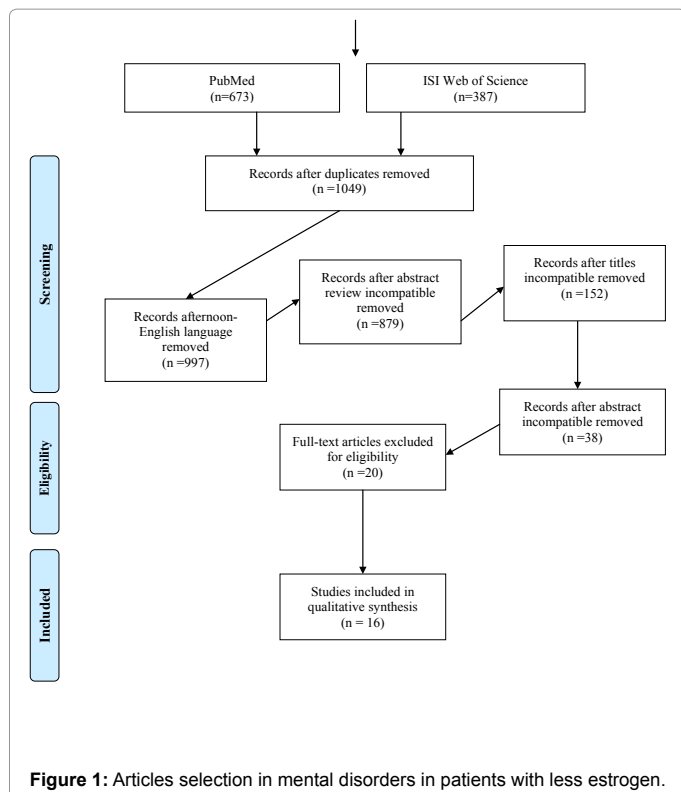 PubMed
(n=673)
ISI Web of Science
(n=387)
Screening
Records after duplicates removed
(n =1049)
Records afternoon-
English language
removed
(n =997)
Records after abstract
review incompatible
removed
(n =879)
Records after titles
incompatible removed
(n =152)
Records after abstract
incompatible removed
(n =38)
Eligibility
Full-text articles excluded
for eligibility
(n =20)
Included
Studies included in
qualitative synthesis
(n = 16)
Figure 1: Articles selection in mental disorders in patients with less estrogen.